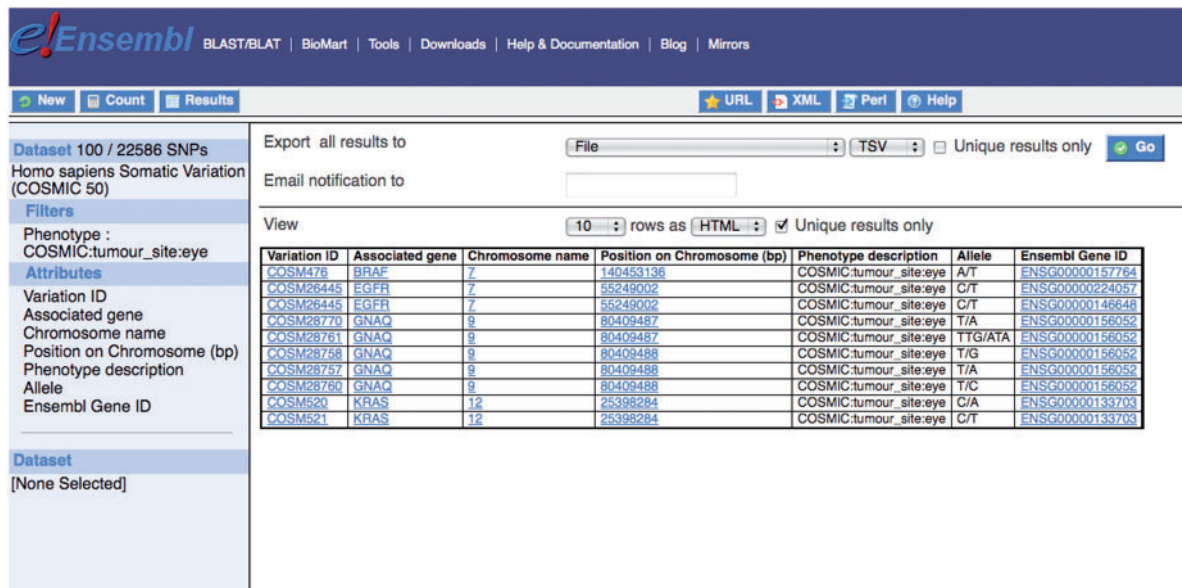 e!Ensembl BLAST/BLAT | BioMart | Tools | Downloads | Help & Documentation | Blog | Mirrors
New Count Results URL XML Perl Help
Dataset 100 / 22586 SNPs
Homo sapiens Somatic Variation
(COSMIC 50)
Filters
Phenotype :
COSMIC:tumour_site:eye
Attributes
Variation ID
Associated gene
Chromosome name
Position on Chromosome (bp)
Phenotype description
Allele
Ensembl Gene ID
Dataset
[None Selected]
Export all results to File TSV Unique results only Go
Email notification to
View 10 rows as HTML Unique results only
Variation ID Associated gene Chromosome name Position on Chromosome (bp) Phenotype description Allele Ensembl Gene ID
COSM476 BRAF 7 140453136 COSMIC:tumour_site:eye A/T ENSG00000157764
COSM26445 EGFR 7 55249002 COSMIC:tumour_site:eye C/T ENSG00000224057
COSM26445 EGFR 7 55249002 COSMIC:tumour_site:eye C/T ENSG00000146648
COSM28770 GNAQ 9 80409487 COSMIC:tumour_site:eye T/A ENSG00000156052
COSM28761 GNAQ 9 80409487 COSMIC:tumour_site:eye TTG/ATA ENSG00000156052
COSM28758 GNAQ 9 80409488 COSMIC:tumour_site:eye T/G ENSG00000156052
COSM28757 GNAQ 9 80409488 COSMIC:tumour_site:eye T/A ENSG00000156052
COSM28760 GNAQ 9 80409488 COSMIC:tumour_site:eye T/C ENSG00000156052
COSM520 KRAS 12 25398284 COSMIC:tumour_site:eye C/A ENSG00000133703
COSM521 KRAS 12 25398284 COSMIC:tumour_site:eye C/T ENSG00000133703